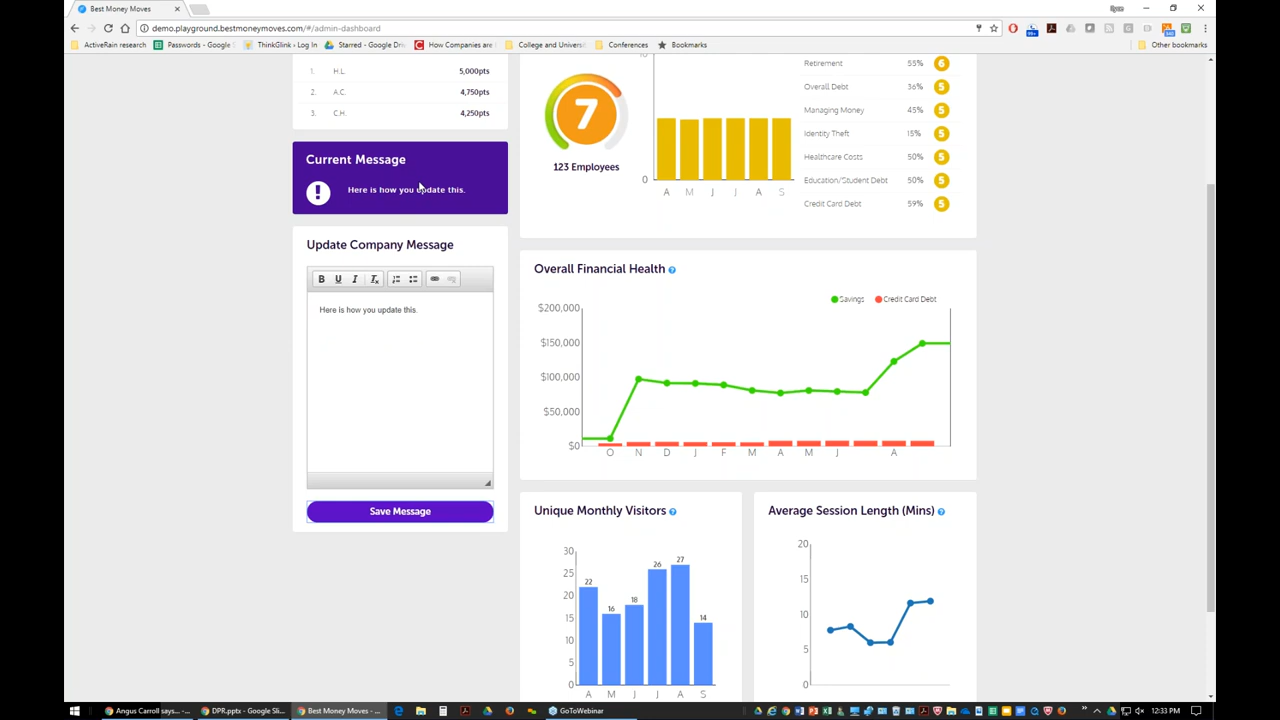 Best Money Moves
Ryan
demo.playground.bestmoneymoves.com/#/admin-dashboard
ActiveRain research
Passwords - Google
ThinkGlink › Log In
Starred - Google Dri
How Companies are
College and Univers
Conferences
Bookmarks
Other bookmarks
1. H.L. 5,000pts
2. A.C. 4,750pts
3. C.H. 4,250pts
Current Message
Here is how you update this.
Update Company Message
B U I Tx
Here is how you update this.
Save Message
7
123 Employees
10
0
A M J J A S
Retirement 55% 6
Overall Debt 36% 5
Managing Money 45% 5
Identity Theft 15% 5
Healthcare Costs 50% 5
Education/Student Debt 50% 5
Credit Card Debt 59% 5
Overall Financial Health ?
Savings Credit Card Debt
$200,000
$150,000
$100,000
$50,000
$0
O N D J F M A M J A
Unique Monthly Visitors ?
30
25
20
15
10
5
0
22 16 18 26 27 14
A M J J A S
Average Session Length (Mins) ?
20
15
10
5
0
Angus Carroll says... -...
DPR.pptx - Google Sli...
Best Money Moves - ...
GoToWebinar
12:33 PM